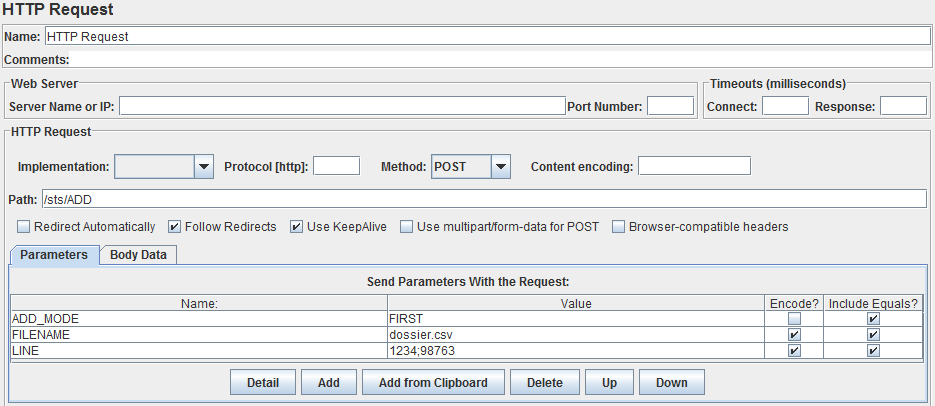 HTTP Request
Name: HTTP Request
Comments:
Web Server
Server Name or IP: Port Number:
Timeouts (milliseconds)
Connect: Response:
HTTP Request
Implementation: Protocol [http]: Method: POST Content encoding:
Path: /sts/ADD
Redirect Automatically Follow Redirects Use KeepAlive Use multipart/form-data for POST Browser-compatible headers
Parameters Body Data
Send Parameters With the Request:
Name: Value Encode? Include Equals?
ADD_MODE FIRST
FILENAME dossier.csv
LINE 1234;98763
Detail Add Add from Clipboard Delete Up Down